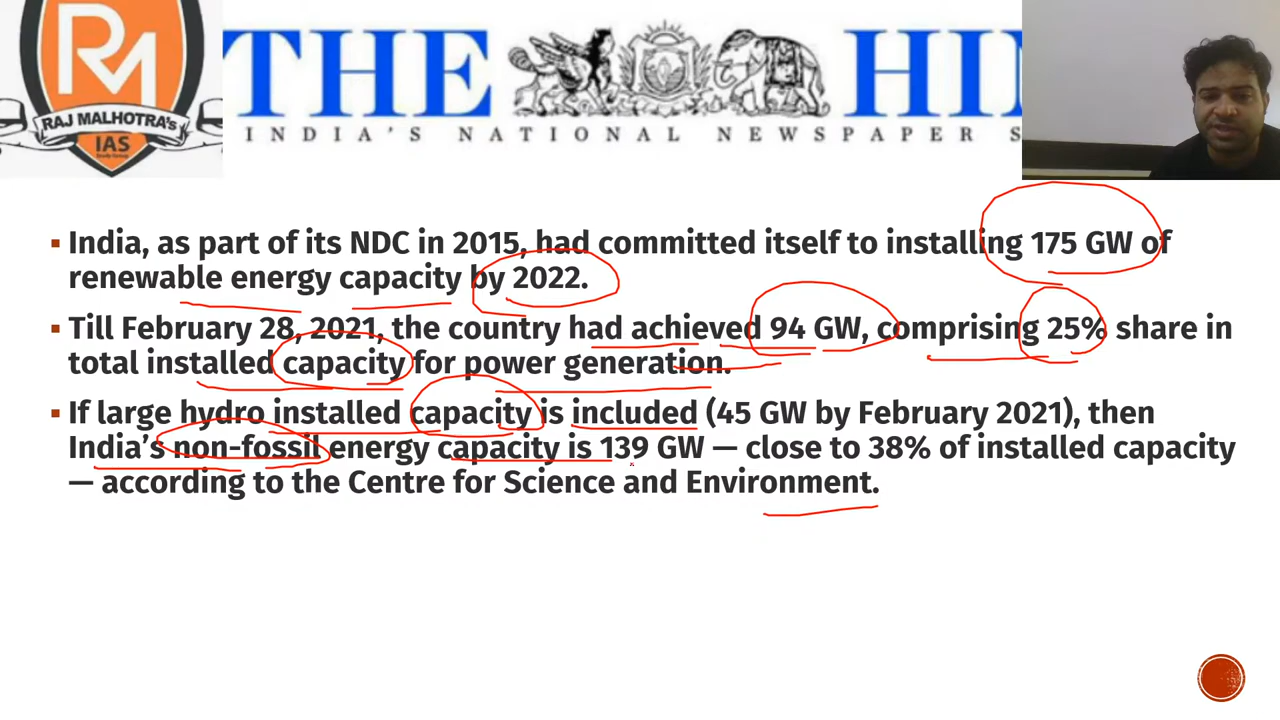 RM
RAJ MALHOTRA'S
IAS
THE HI
INDIA'S NATIONAL NEWSPAPER S
▪ India, as part of its NDC in 2015, had committed itself to installing 175 GW of
renewable energy capacity by 2022.
▪ Till February 28, 2021, the country had achieved 94 GW, comprising 25% share in
total installed capacity for power generation.
▪ If large hydro installed capacity is included (45 GW by February 2021), then
India’s non-fossil energy capacity is 139 GW — close to 38% of installed capacity
— according to the Centre for Science and Environment.